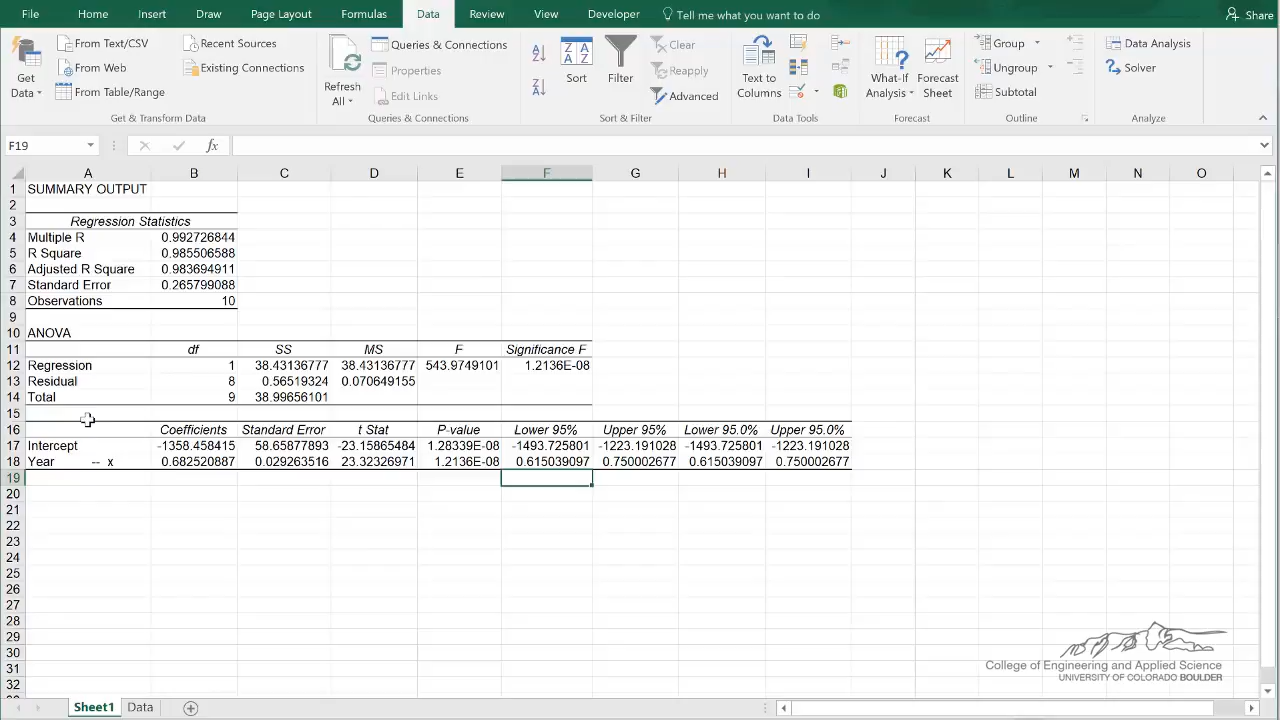 File Home Insert Draw Page Layout Formulas Data Review View Developer Tell me what you want to do Share
Get Data
From Text/CSV
From Web
From Table/Range
Recent Sources
Existing Connections
Get & Transform Data
Refresh All
Queries & Connections
Properties
Edit Links
Queries & Connections
Sort
Filter
Clear
Reapply
Advanced
Sort & Filter
Text to Columns
Data Tools
What-If Analysis
Forecast Sheet
Forecast
Group
Ungroup
Subtotal
Outline
Data Analysis
Solver
Analyze
F19 fx
A B C D E F G H I J K L M N O
1 SUMMARY OUTPUT
2
3 Regression Statistics
4 Multiple R 0.992726844
5 R Square 0.985506588
6 Adjusted R Square 0.983694911
7 Standard Error 0.265799088
8 Observations 10
9
10 ANOVA
11 df SS MS F Significance F
12 Regression 1 38.43136777 38.43136777 543.9749101 1.2136E-08
13 Residual 8 0.56519324 0.070649155
14 Total 9 38.99656101
15
16 Coefficients Standard Error t Stat P-value Lower 95% Upper 95% Lower 95.0% Upper 95.0%
17 Intercept -1358.458415 58.65877893 -23.15865484 1.28339E-08 -1493.725801 -1223.191028 -1493.725801 -1223.191028
18 Year -- x 0.682520887 0.029263516 23.32326971 1.2136E-08 0.615039097 0.750002677 0.615039097 0.750002677
19
20
21
22
23
24
25
26
27
28
29
30
31
32
College of Engineering and Applied Science
UNIVERSITY OF COLORADO BOULDER
Sheet1 Data